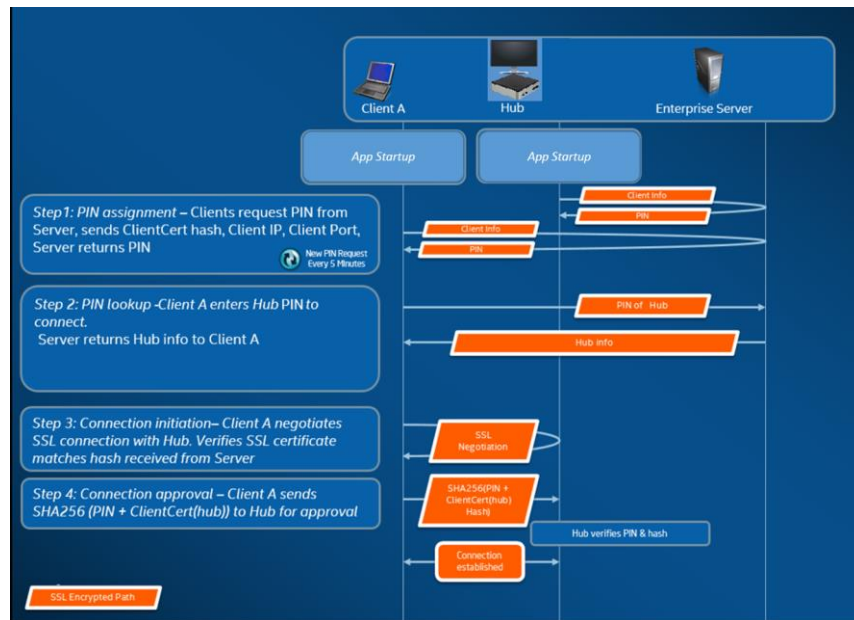 Client A
Hub
Enterprise Server
App Startup
App Startup
Step1: PIN assignment – Clients request PIN from
Server, sends ClientCert hash, Client IP, Client Port,
Server returns PIN
New PIN Request
Every 5 Minutes
Client Info
PIN
Client Info
PIN
Step 2: PIN lookup -Client A enters Hub PIN to
connect.
Server returns Hub info to Client A
PIN of Hub
Hub Info
Step 3: Connection initiation– Client A negotiates
SSL connection with Hub. Verifies SSL certificate
matches hash received from Server
SSL
Negotiation
Step 4: Connection approval – Client A sends
SHA256 (PIN + ClientCert(hub)) to Hub for approval
SHA256(PIN +
ClientCert(hub)
Hash)
Hub verifies PIN & hash
Connection
established
SSL Encrypted Path